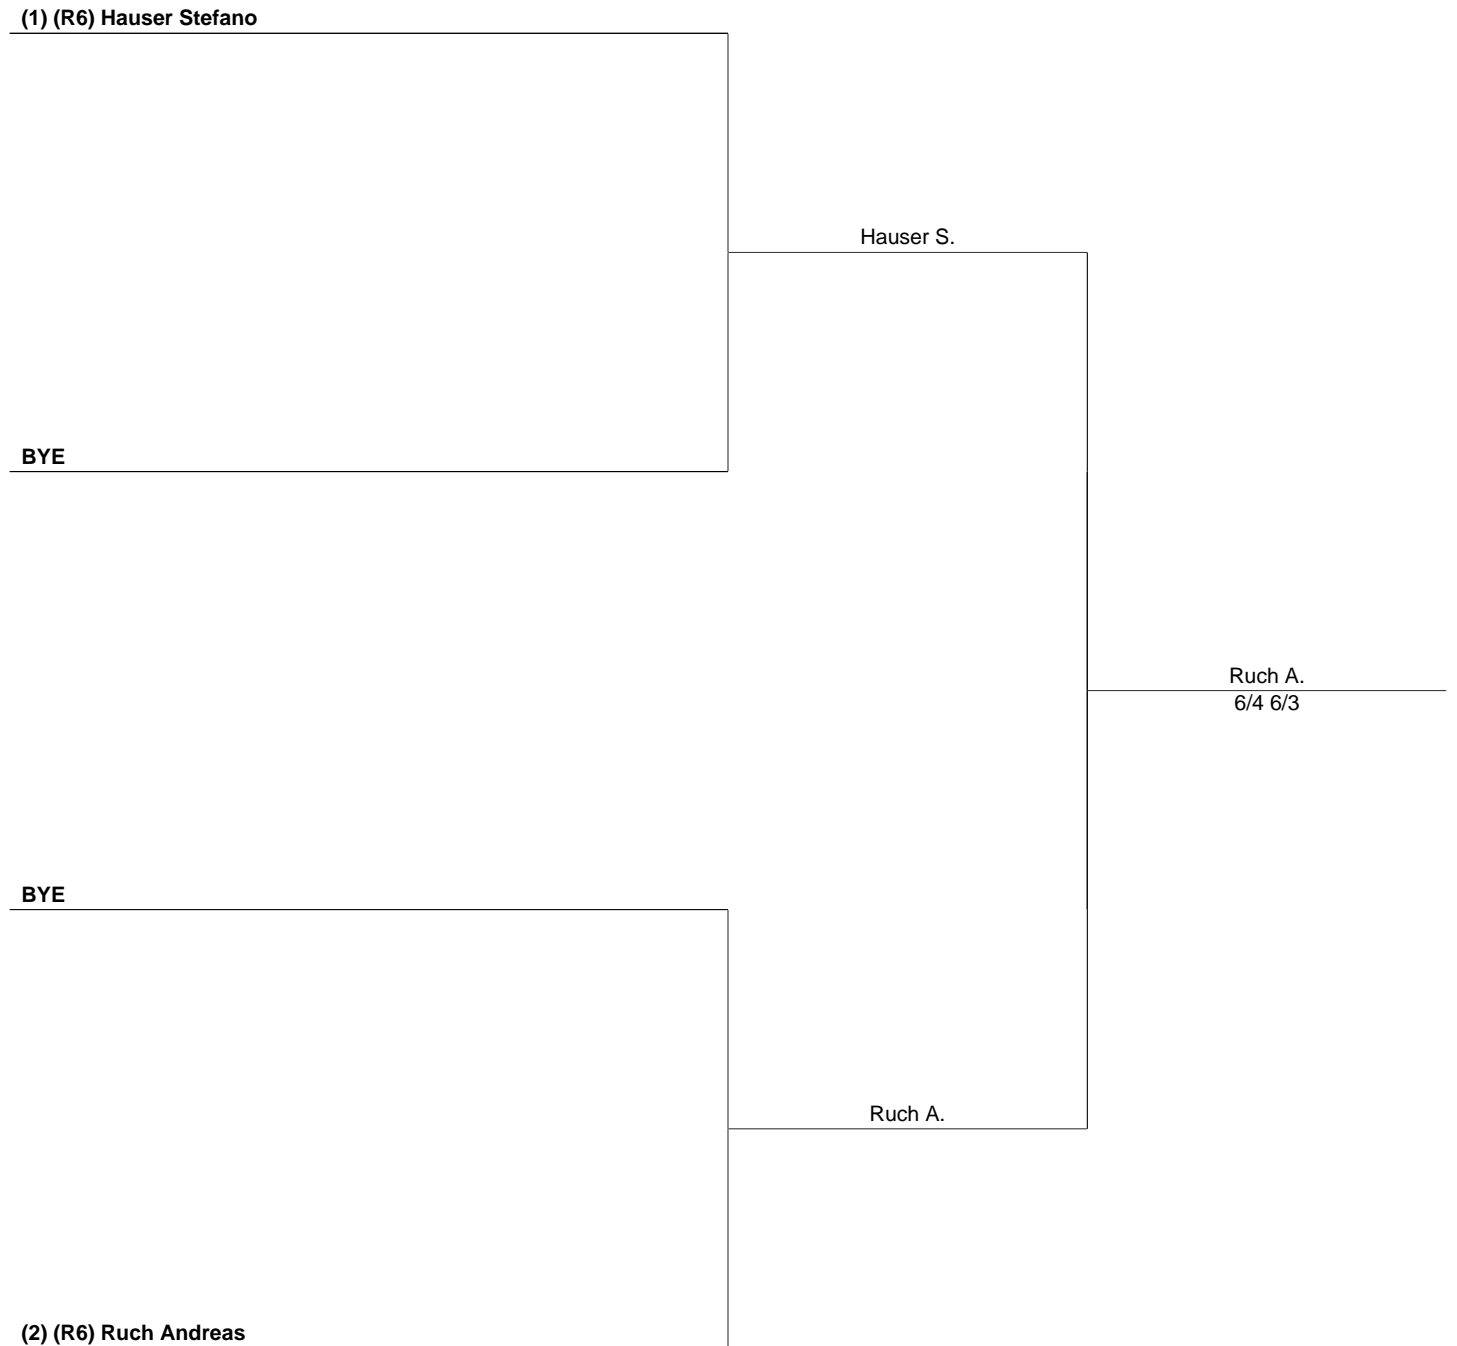 (1) (R6) Hauser Stefano
Hauser S.
BYE
Ruch A.
6/4 6/3
BYE
Ruch A.
(2) (R6) Ruch Andreas